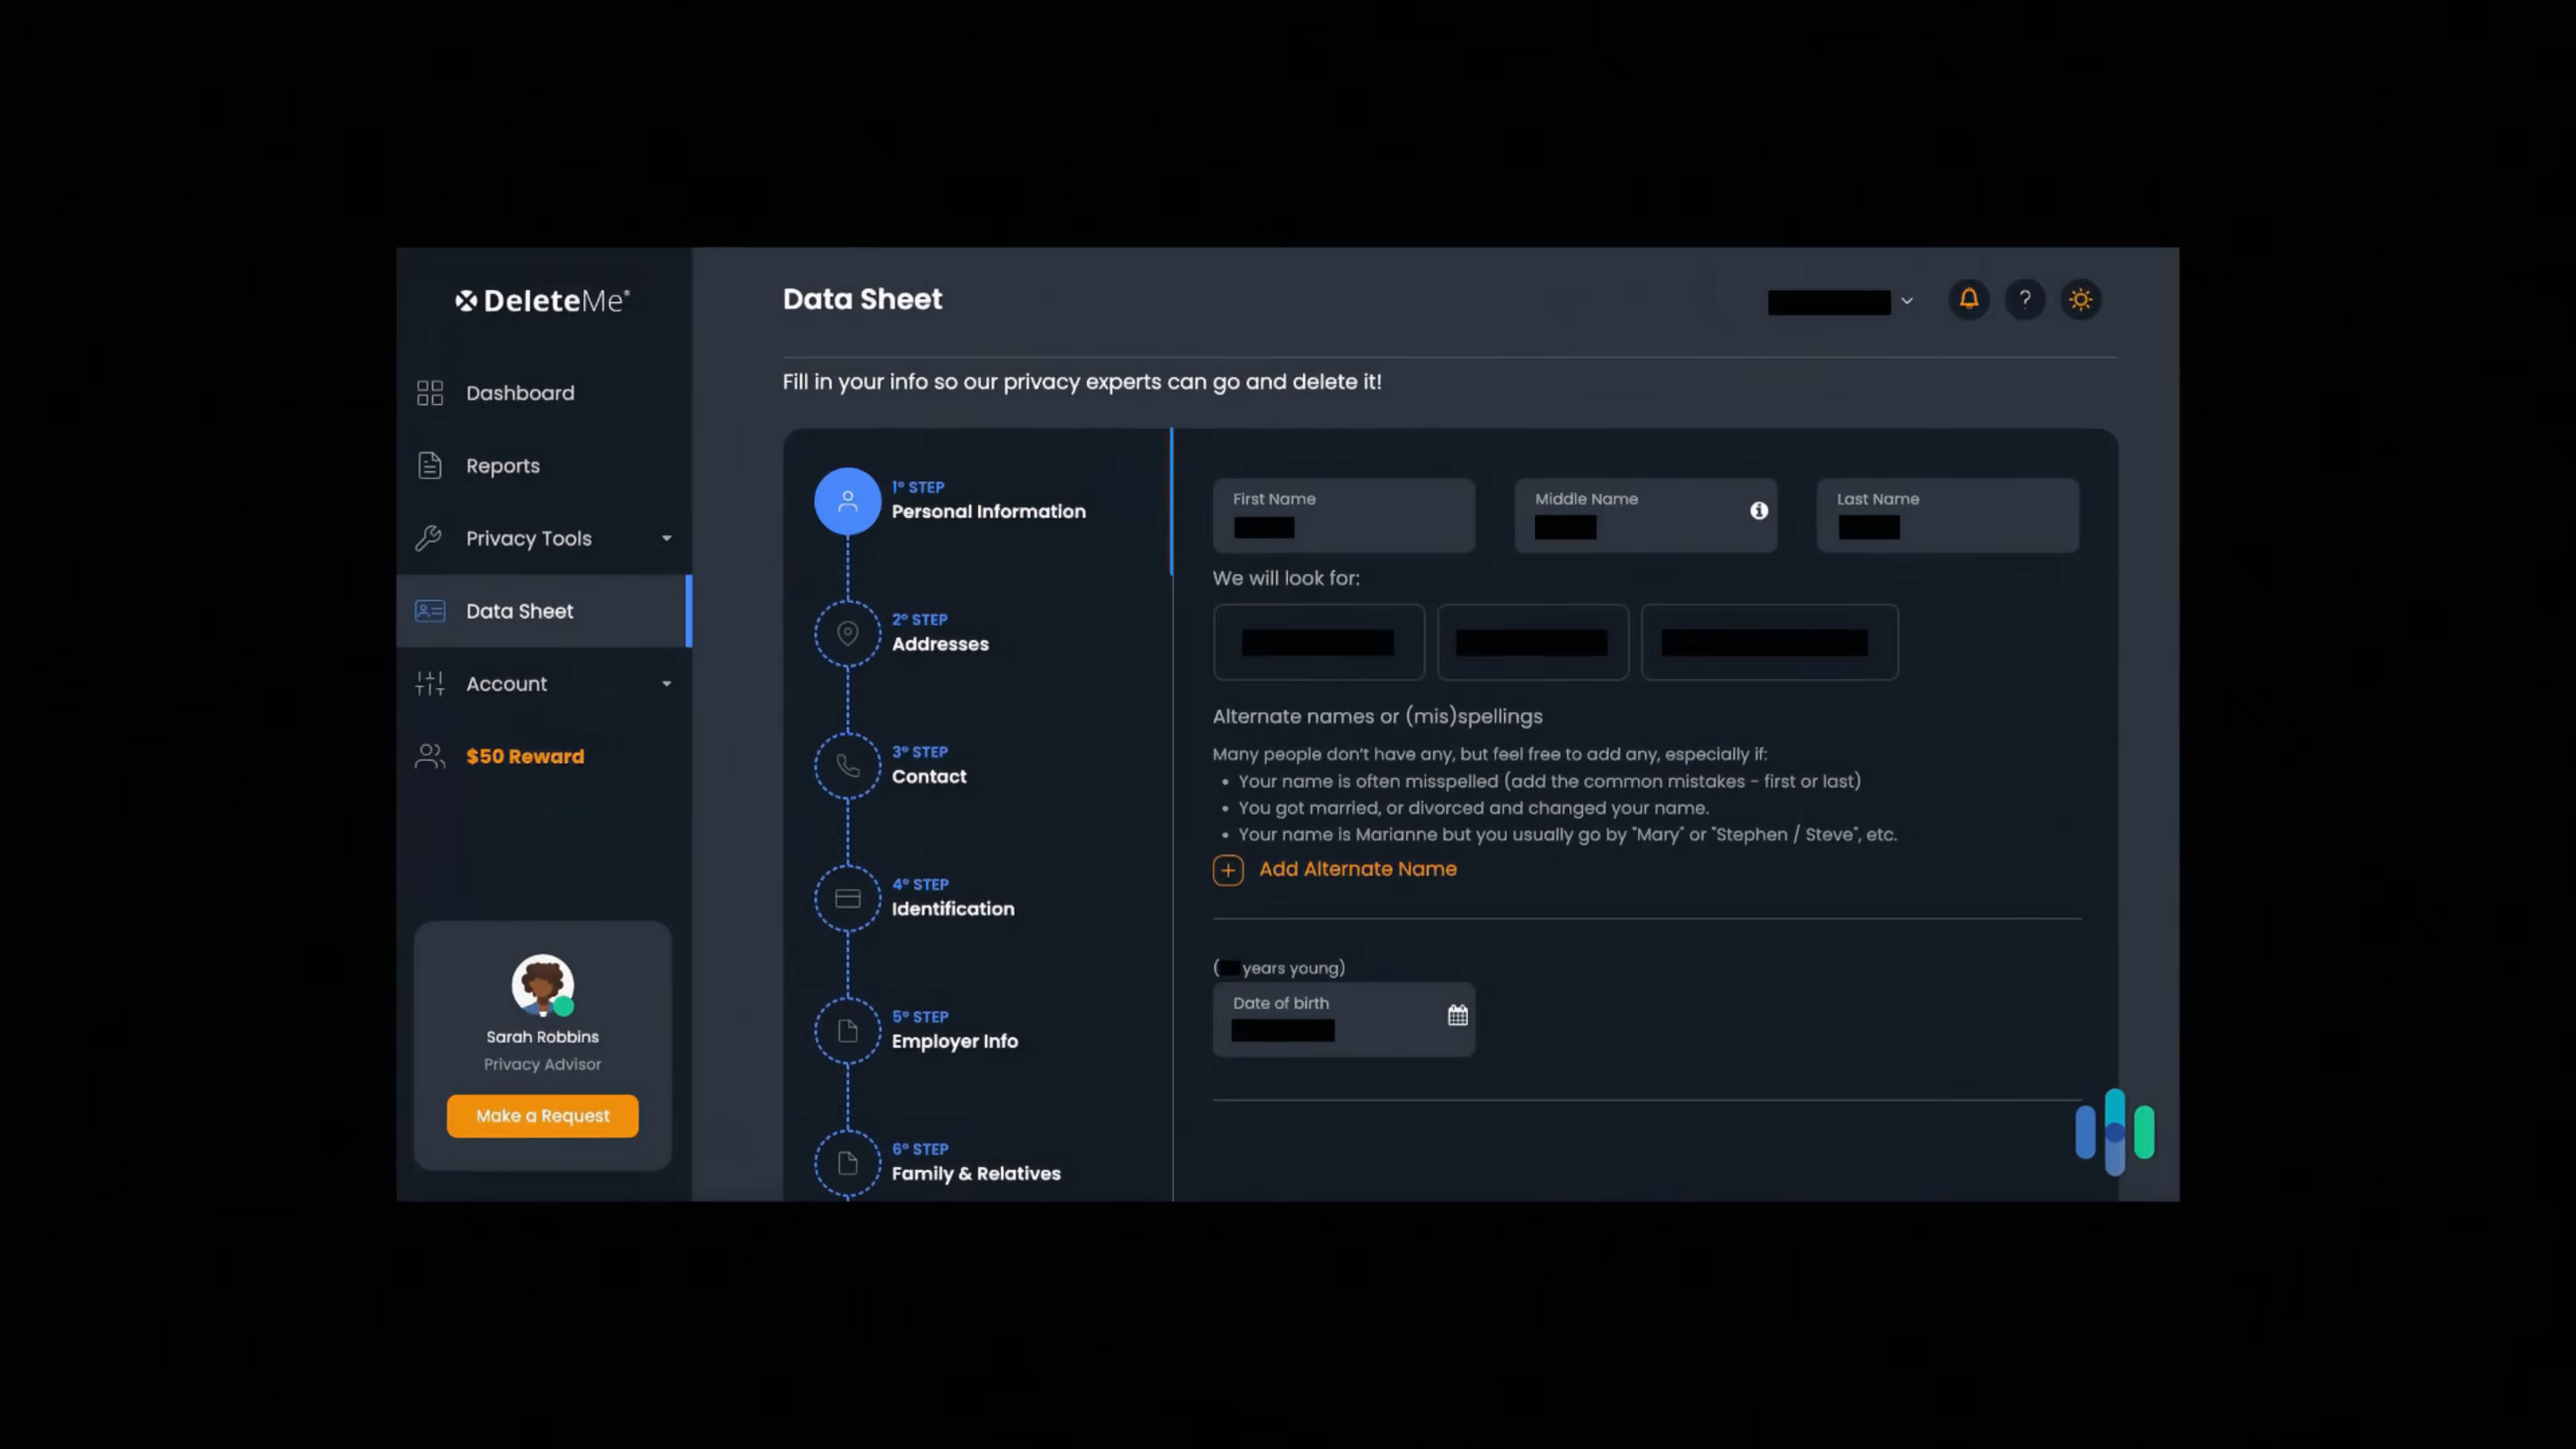 DeleteMe®
Dashboard
Reports
Privacy Tools
Data Sheet
Account
$50 Reward
Sarah Robbins
Privacy Advisor
Make a Request
Data Sheet
?
Fill in your info so our privacy experts can go and delete it!
1º STEP
Personal Information
2º STEP
Addresses
3º STEP
Contact
4º STEP
Identification
5º STEP
Employer Info
6º STEP
Family & Relatives
First Name
Middle Name
Last Name
We will look for:
Alternate names or (mis)spellings
Many people don't have any, but feel free to add any, especially if:
• Your name is often misspelled (add the common mistakes - first or last)
• You got married, or divorced and changed your name.
• Your name is Marianne but you usually go by "Mary" or "Stephen / Steve", etc.
+ Add Alternate Name
( years young)
Date of birth